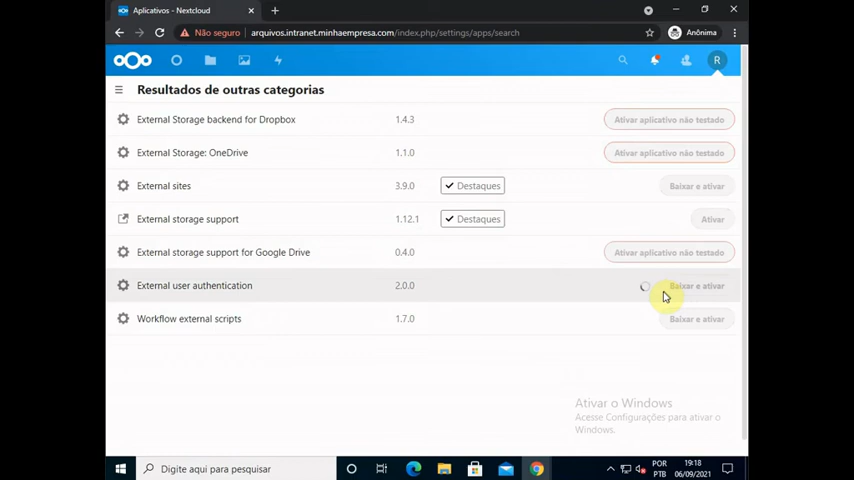 Aplicativos - Nextcloud
Não seguro
arquivos.intranet.minhaempresa.com/index.php/settings/apps/search
Anônima
R
Resultados de outras categorias
External Storage backend for Dropbox 1.4.3 Ativar aplicativo não testado
External Storage: OneDrive 1.1.0 Ativar aplicativo não testado
External sites 3.9.0 Destaques Baixar e ativar
External storage support 1.12.1 Destaques Ativar
External storage support for Google Drive 0.4.0 Ativar aplicativo não testado
External user authentication 2.0.0 Baixar e ativar
Workflow external scripts 1.7.0 Baixar e ativar
Ativar o Windows
Acesse Configurações para ativar o
Windows.
Digite aqui para pesquisar
POR
PTB
19:18
06/09/2021